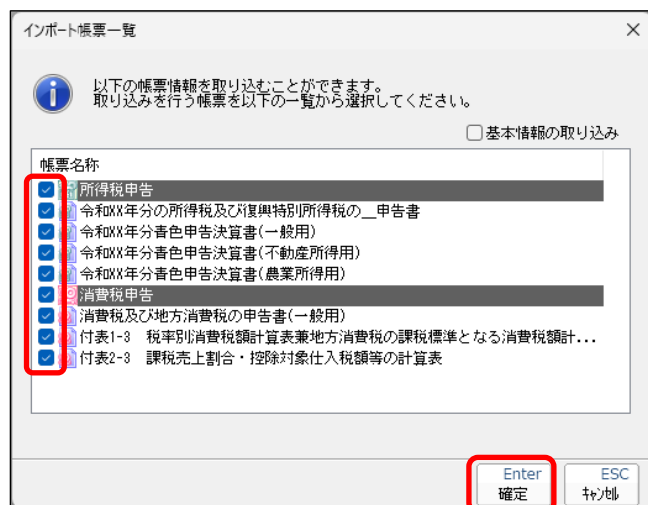 インポート帳票一覧
以下の帳票情報を取り込むことができます。
取り込みを行う帳票を以下の一覧から選択してください。
基本情報の取り込み
帳票名称
所得税申告
令和XX年分の所得税及び復興特別所得税の__申告書
令和XX年分青色申告決算書(一般用)
令和XX年分青色申告決算書(不動産所得用)
令和XX年分青色申告決算書(農業所得用)
消費税申告
消費税及び地方消費税の申告書(一般用)
付表1-3 税率別消費税額計算表兼地方消費税の課税標準となる消費税額計...
付表2-3 課税売上割合・控除対象仕入税額等の計算表
Enter
確定
ESC
ｷｬﾝｾﾙ